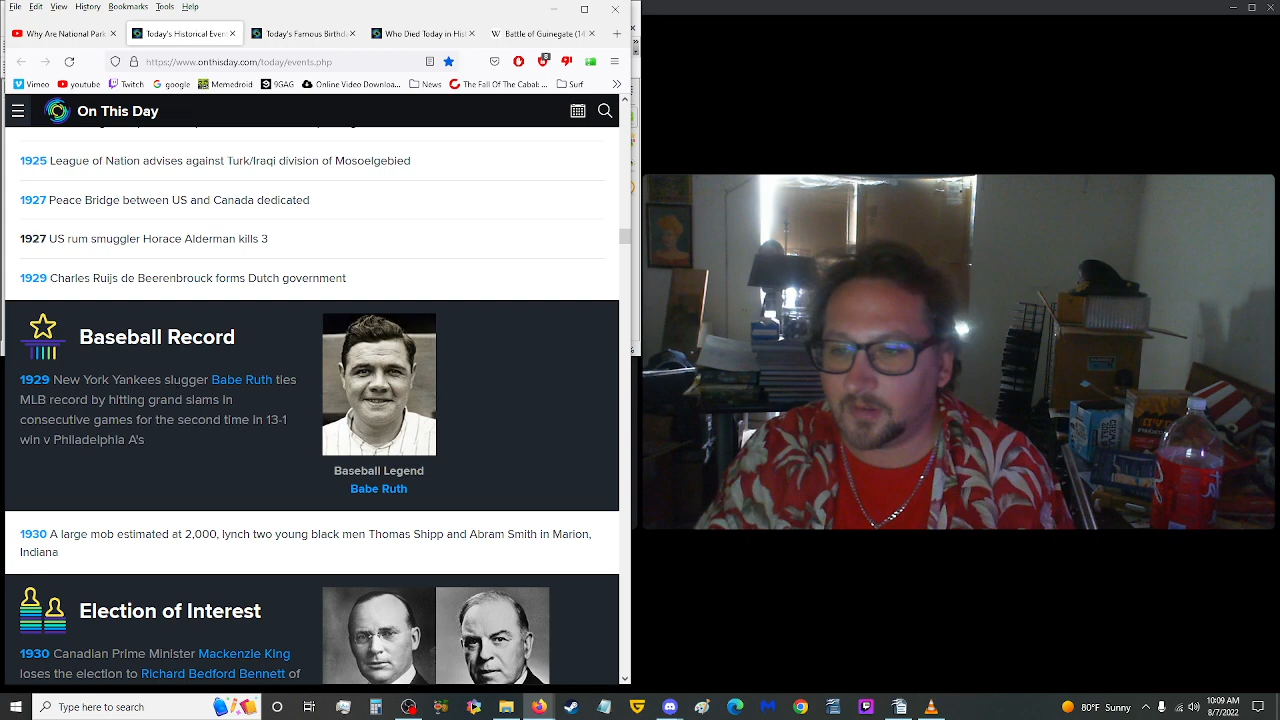 File Edit View History Bookmarks Tools Help
Why Are National Par
Today's Historical Even
Today's Famous Birthda
Who Died Today in His
Battle of Guinegate (14
https://www.onthisday.com/today/events.php
Vimeo youtube Twitch google Mordroid 9GAG Online Video Downloa... News The Fall Of The Cabal ... Surf
On This Day
1925 League of Nation advises against Turk/Iraqi division of Mosoelgebied
1927 Peace Bridge between US and Canada dedicated
1927 US rum smuggler Horace Alderman kills 3
1929 Charles Ruijs de Beerenbrouck forms Dutch government
Baseball Record
1929 New York Yankees slugger Babe Ruth ties
MLB record by hitting grand slams in
consecutive games for the second time in 13-1
win v Philadelphia A's
Baseball Legend
Babe Ruth
1930 A large mob estimated at 2,000, lynch two young black men Thomas Shipp and Abram Smith in Marion,
Indiana
Election of Interest
1930 Canadian Prime Minister Mackenzie King
loses the election to Richard Bedford Bennett of
Type here to search
80°F Sunny
10:09 AM
8/7/2022